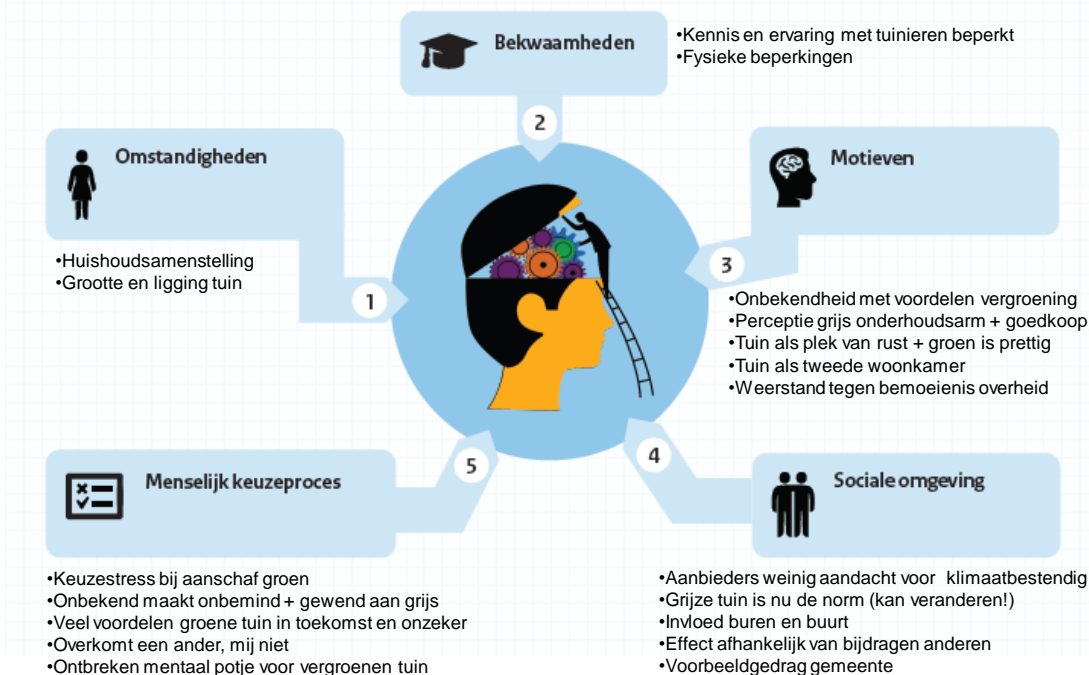 Bekwaamheden
•Kennis en ervaring met tuinieren beperkt
•Fysieke beperkingen
2
Omstandigheden
•Huishoudsamenstelling
•Grootte en ligging tuin
1
Motieven
3
•Onbekendheid met voordelen vergroening
•Perceptie grijs onderhoudsarm + goedkoop
•Tuin als plek van rust + groen is prettig
•Tuin als tweede woonkamer
•Weerstand tegen bemoeienis overheid
5
Menselijk keuzeproces
•Keuzestress bij aanschaf groen
•Onbekend maakt onbemind + gewend aan grijs
•Veel voordelen groene tuin in toekomst en onzeker
•Overkomt een ander, mij niet
•Ontbreken mentaal potje voor vergroenen tuin
4
Sociale omgeving
•Aanbieders weinig aandacht voor klimaatbestendig
•Grijze tuin is nu de norm (kan veranderen!)
•Invloed buren en buurt
•Effect afhankelijk van bijdragen anderen
•Voorbeeldgedrag gemeente